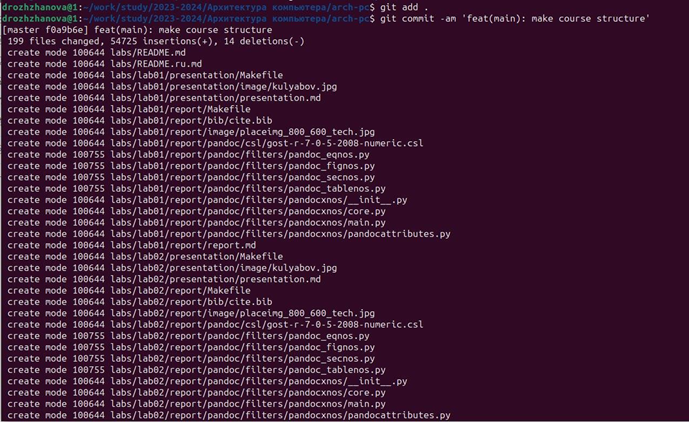 drozhzhanova@1:~/work/study/2023-2024/Архитектура компьютера/arch-pc$ git add .
drozhzhanova@1:~/work/study/2023-2024/Архитектура компьютера/arch-pc$ git commit -am 'feat(main): make course structure'
[master f0a9b6e] feat(main): make course structure
199 files changed, 54725 insertions(+), 14 deletions(-)
create mode 100644 labs/README.md
create mode 100644 labs/README.ru.md
create mode 100644 labs/lab01/presentation/Makefile
create mode 100644 labs/lab01/presentation/image/kulyabov.jpg
create mode 100644 labs/lab01/presentation/presentation.md
create mode 100644 labs/lab01/report/Makefile
create mode 100644 labs/lab01/report/bib/cite.bib
create mode 100644 labs/lab01/report/image/placeimg_800_600_tech.jpg
create mode 100644 labs/lab01/report/pandoc/csl/gost-r-7-0-5-2008-numeric.csl
create mode 100755 labs/lab01/report/pandoc/filters/pandoc_eqnos.py
create mode 100755 labs/lab01/report/pandoc/filters/pandoc_fignos.py
create mode 100755 labs/lab01/report/pandoc/filters/pandoc_secnos.py
create mode 100755 labs/lab01/report/pandoc/filters/pandoc_tablenos.py
create mode 100644 labs/lab01/report/pandoc/filters/pandocxnos/__init__.py
create mode 100644 labs/lab01/report/pandoc/filters/pandocxnos/core.py
create mode 100644 labs/lab01/report/pandoc/filters/pandocxnos/main.py
create mode 100644 labs/lab01/report/pandoc/filters/pandocxnos/pandocattributes.py
create mode 100644 labs/lab01/report/report.md
create mode 100644 labs/lab02/presentation/Makefile
create mode 100644 labs/lab02/presentation/image/kulyabov.jpg
create mode 100644 labs/lab02/presentation/presentation.md
create mode 100644 labs/lab02/report/Makefile
create mode 100644 labs/lab02/report/bib/cite.bib
create mode 100644 labs/lab02/report/image/placeimg_800_600_tech.jpg
create mode 100644 labs/lab02/report/pandoc/csl/gost-r-7-0-5-2008-numeric.csl
create mode 100755 labs/lab02/report/pandoc/filters/pandoc_eqnos.py
create mode 100755 labs/lab02/report/pandoc/filters/pandoc_fignos.py
create mode 100755 labs/lab02/report/pandoc/filters/pandoc_secnos.py
create mode 100755 labs/lab02/report/pandoc/filters/pandoc_tablenos.py
create mode 100644 labs/lab02/report/pandoc/filters/pandocxnos/__init__.py
create mode 100644 labs/lab02/report/pandoc/filters/pandocxnos/core.py
create mode 100644 labs/lab02/report/pandoc/filters/pandocxnos/main.py
create mode 100644 labs/lab02/report/pandoc/filters/pandocxnos/pandocattributes.py